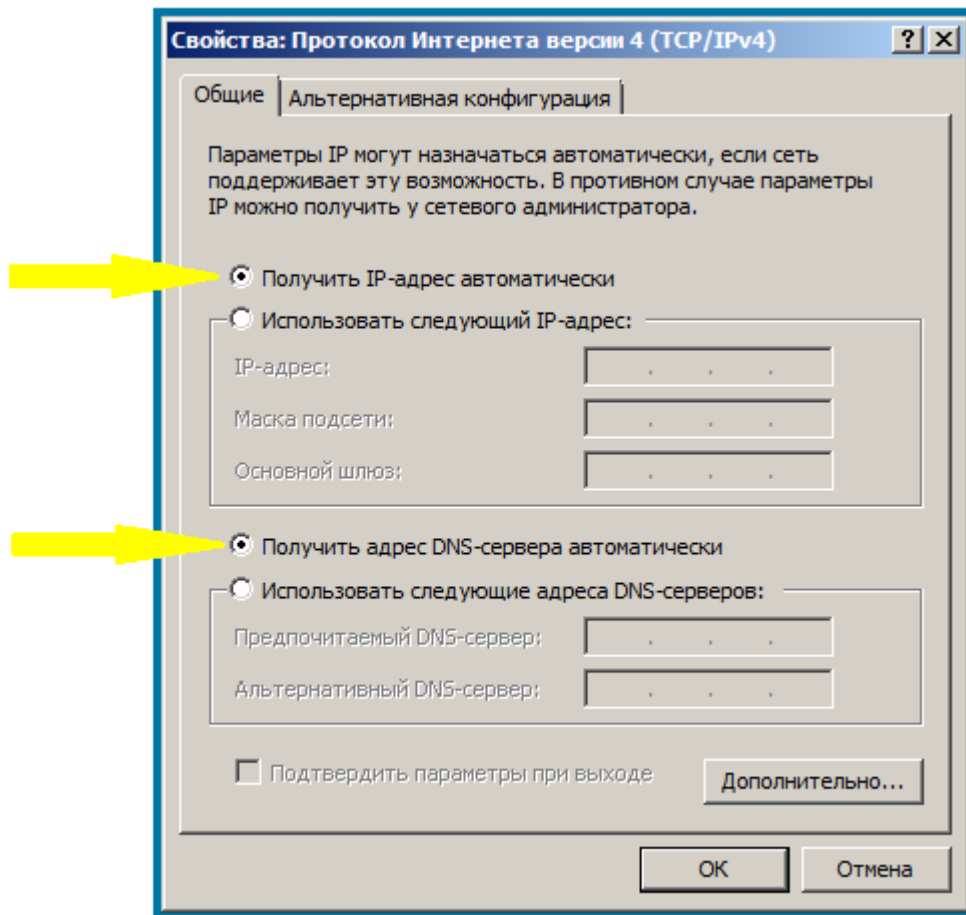 Свойства: Протокол Интернета версии 4 (TCP/IPv4)
Общие
Альтернативная конфигурация
Параметры IP могут назначаться автоматически, если сеть
поддерживает эту возможность. В противном случае параметры
IP можно получить у сетевого администратора.
Получить IP-адрес автоматически
Использовать следующий IP-адрес:
IP-адрес:
Маска подсети:
Основной шлюз:
Получить адрес DNS-сервера автоматически
Использовать следующие адреса DNS-серверов:
Предпочитаемый DNS-сервер:
Альтернативный DNS-сервер:
Подтвердить параметры при выходе
Дополнительно...
ОК
Отмена